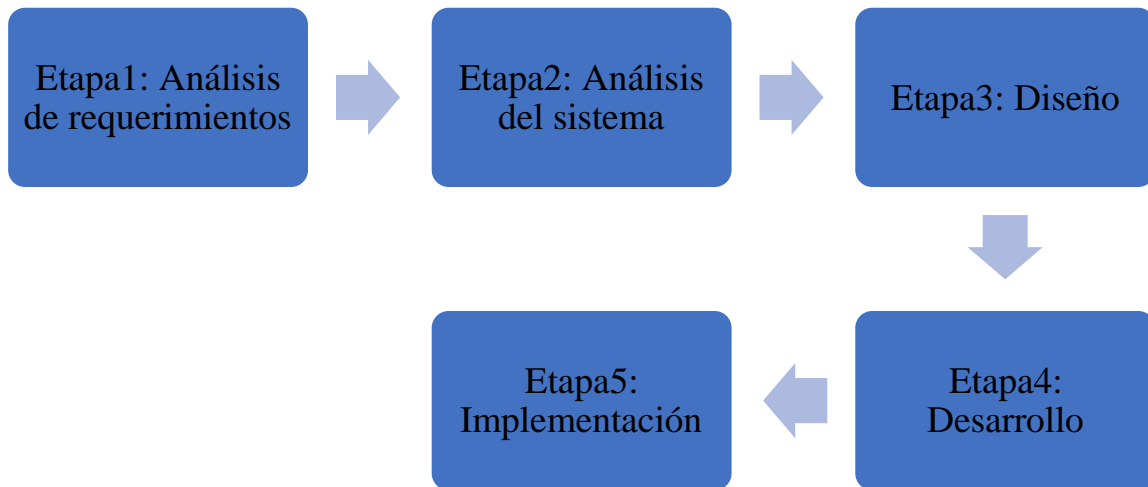 Etapa1: Análisis
de requerimientos
Etapa2: Análisis
del sistema
Etapa3: Diseño
Etapa4:
Desarrollo
Etapa5:
Implementación